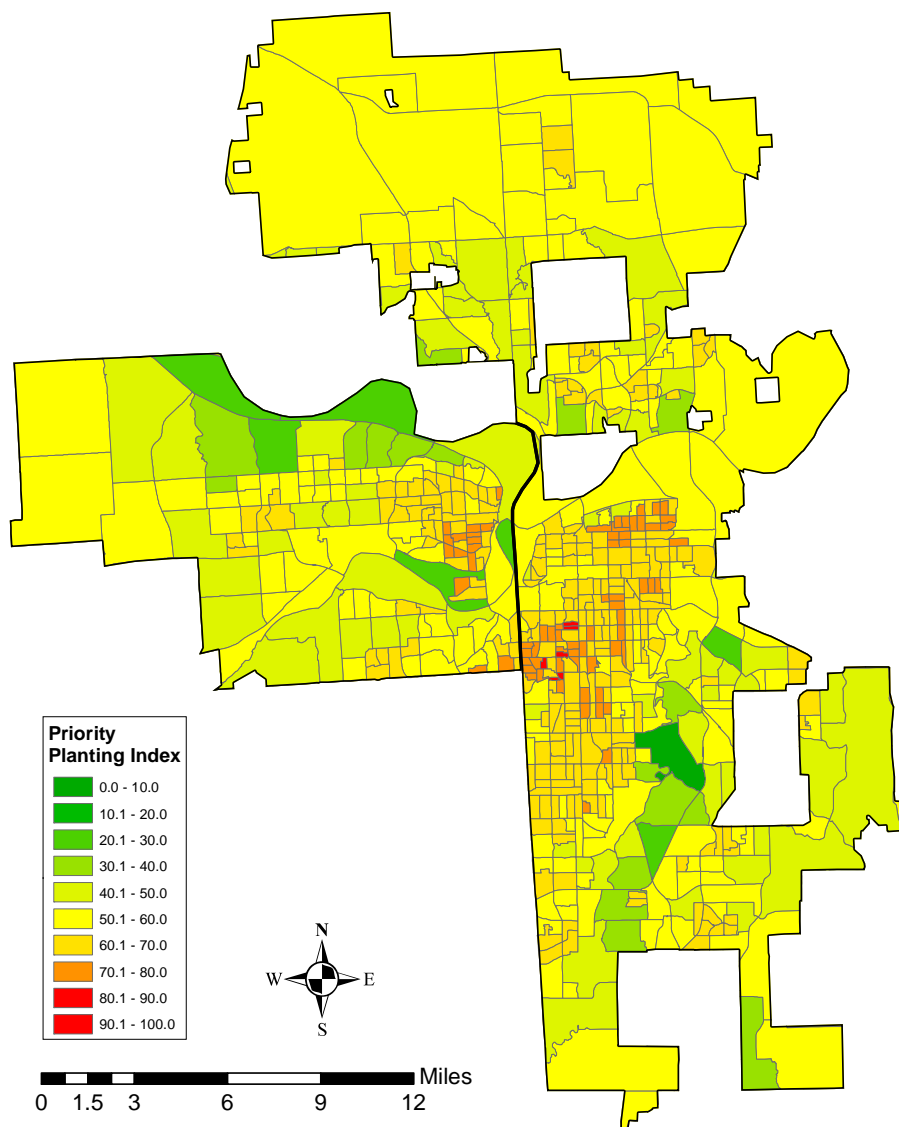 Priority
Planting Index
0.0 - 10.0
10.1 - 20.0
20.1 - 30.0
30.1 - 40.0
40.1 - 50.0
50.1 - 60.0
60.1 - 70.0
70.1 - 80.0
80.1 - 90.0
90.1 - 100.0
N
W E
S
Miles
0 1.5 3 6 9 12